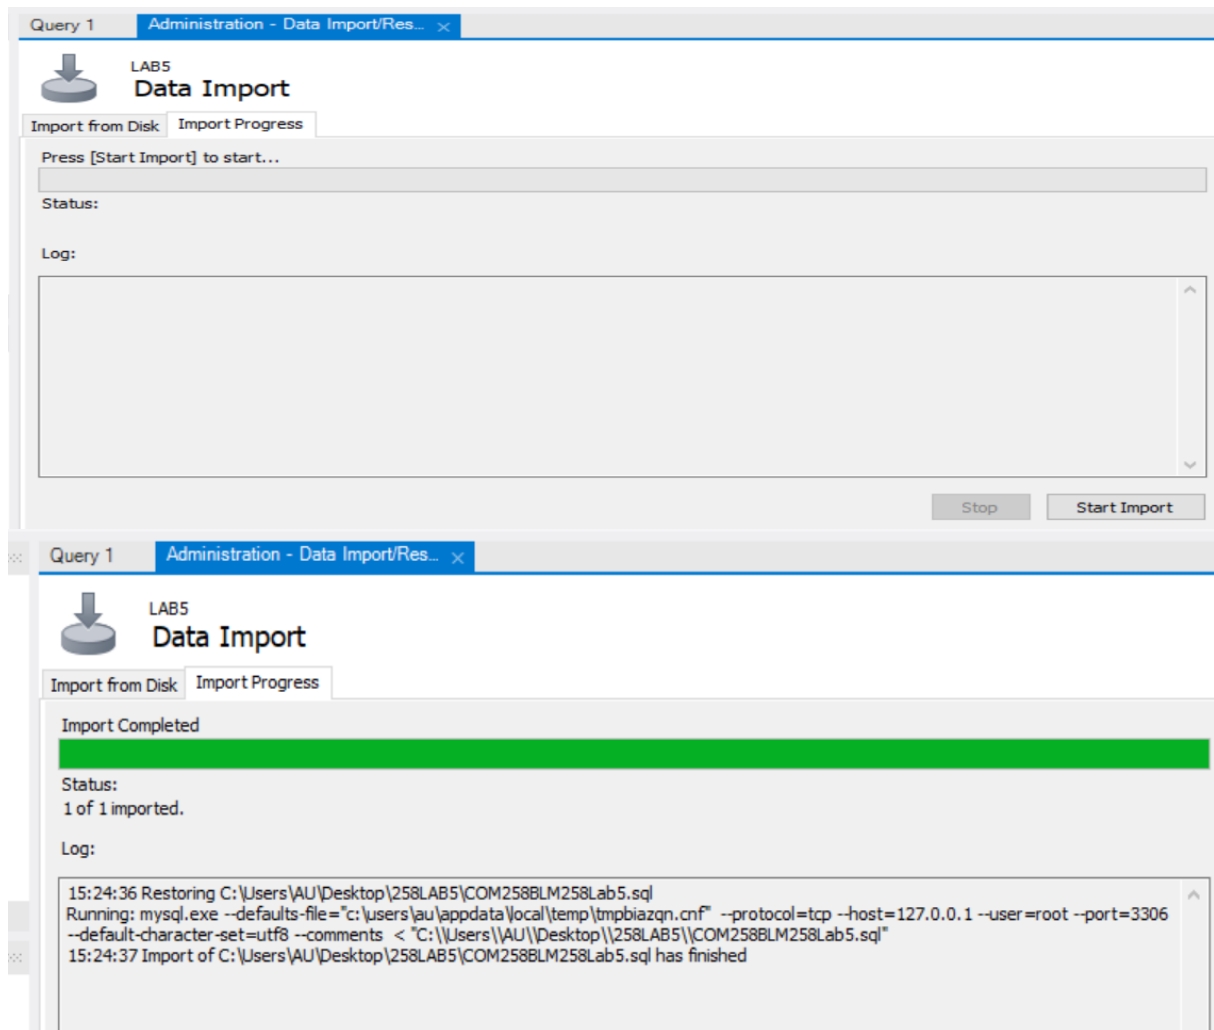 Query 1
Administration - Data Import/Res...
LAB5
Data Import
Import from Disk
Import Progress
Press [Start Import] to start...
Status:
Log:
Stop
Start Import
Query 1
Administration - Data Import/Res...
LAB5
Data Import
Import from Disk
Import Progress
Import Completed
Status:
1 of 1 imported.
Log:
15:24:36 Restoring C:\Users\AU\Desktop\258LAB5\COM258BLM258Lab5.sql
Running: mysql.exe --defaults-file="c:\users\au\appdata\local\temp\tmpbiazqn.cnf" --protocol=tcp --host=127.0.0.1 --user=root --port=3306
--default-character-set=utf8 --comments < "C:\\Users\\AU\\Desktop\\258LAB5\\COM258BLM258Lab5.sql"
15:24:37 Import of C:\Users\AU\Desktop\258LAB5\COM258BLM258Lab5.sql has finished